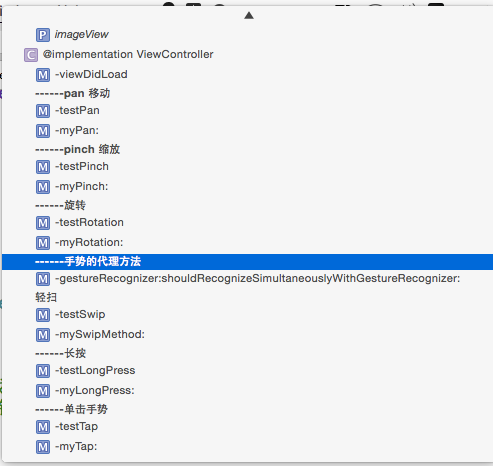 P imageView
C @implementation ViewController
M -viewDidLoad
------pan 移动
M -testPan
M -myPan:
------pinch 缩放
M -testPinch
M -myPinch:
------旋转
M -testRotation
M -myRotation:
------手势的代理方法
M -gestureRecognizer:shouldRecognizeSimultaneouslyWithGestureRecognizer:
轻扫
M -testSwip
M -mySwipMethod:
------长按
M -testLongPress
M -myLongPress:
------单击手势
M -testTap
M -myTap: